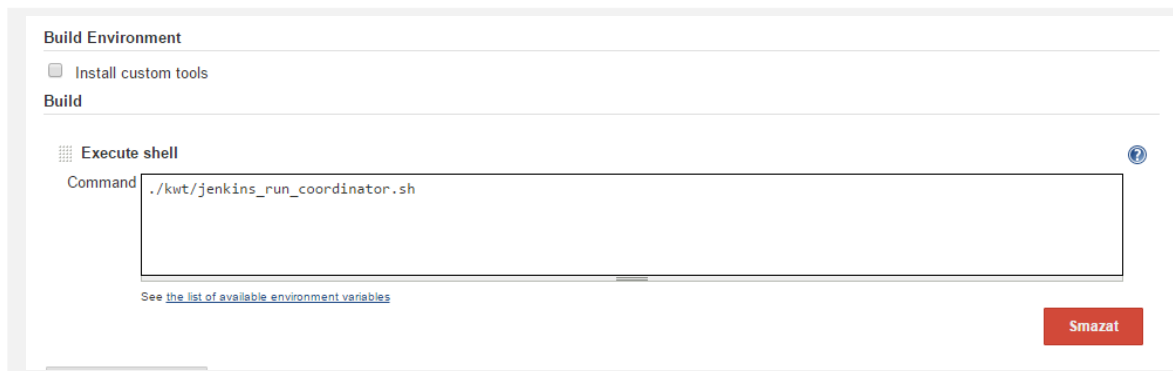 Build Environment
Install custom tools
Build
Execute shell
Command
./kwt/jenkins_run_coordinator.sh
See the list of available environment variables
Smazat